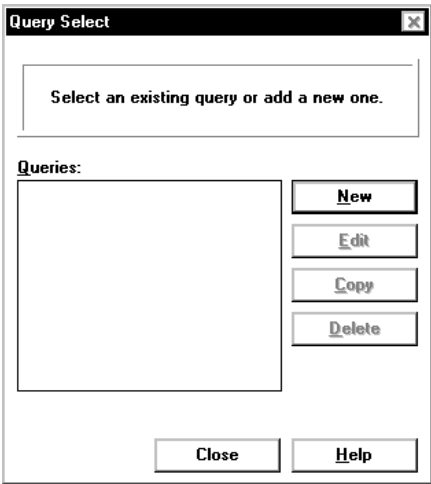 Query Select
Select an existing query or add a new one.
Queries:
New
Edit
Copy
Delete
Close
Help